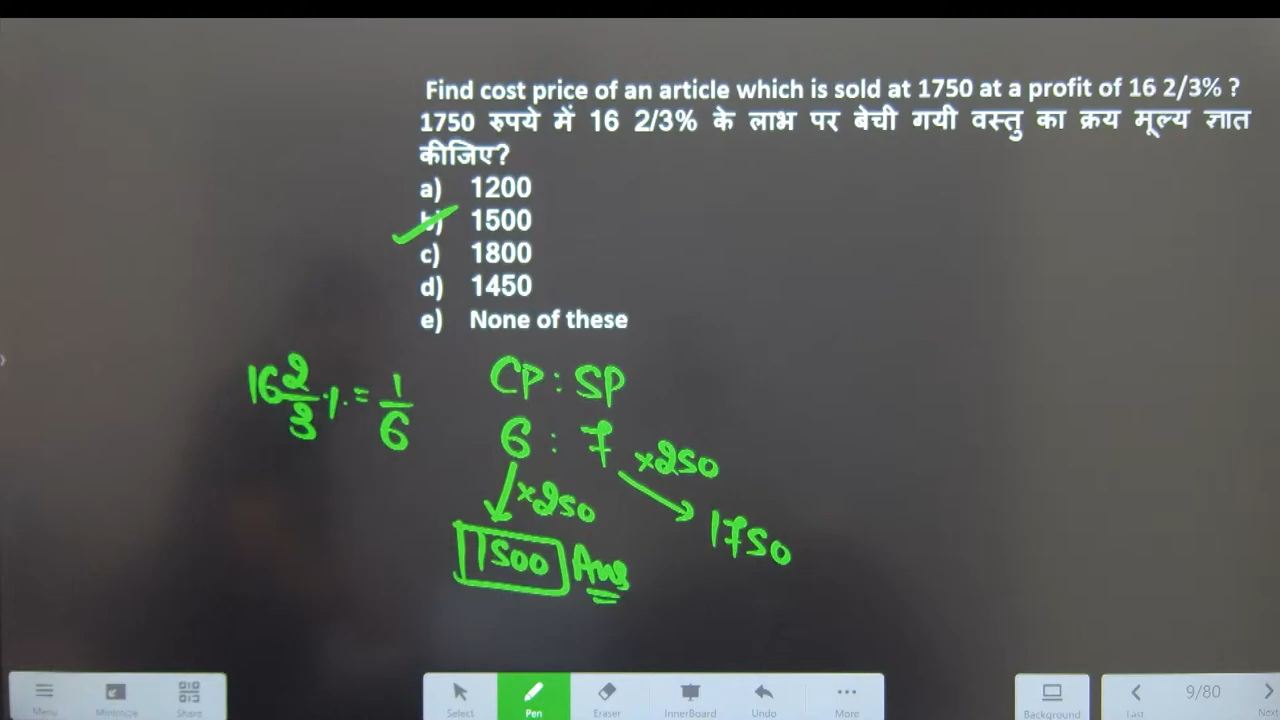 Find cost price of an article which is sold at 1750 at a profit of 16 2/3% ?
1750 रुपये में 16 2/3% के लाभ पर बेची गयी वस्तु का क्रय मूल्य ज्ञात
कीजिए?
a) 1200
b) 1500
c) 1800
d) 1450
e) None of these
16 2/3 % = 1/6
CP : SP
6 : 7 ×250
×250
1750
1500 Ans
Menu Minimize Share Select Pen Eraser InnerBoard Undo More Background Last 9/80 Next